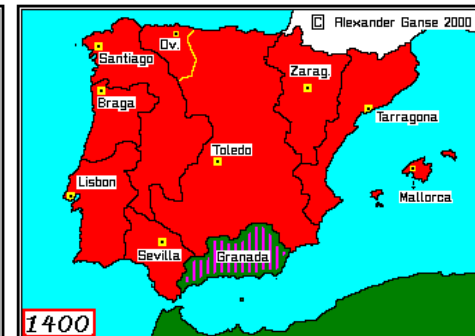 C Alexander Ganse 2000
Ov.
Santiago
Zarag.
Braga
Tarragona
Toledo
Lisbon
Mallorca
Sevilla
Granada
1400